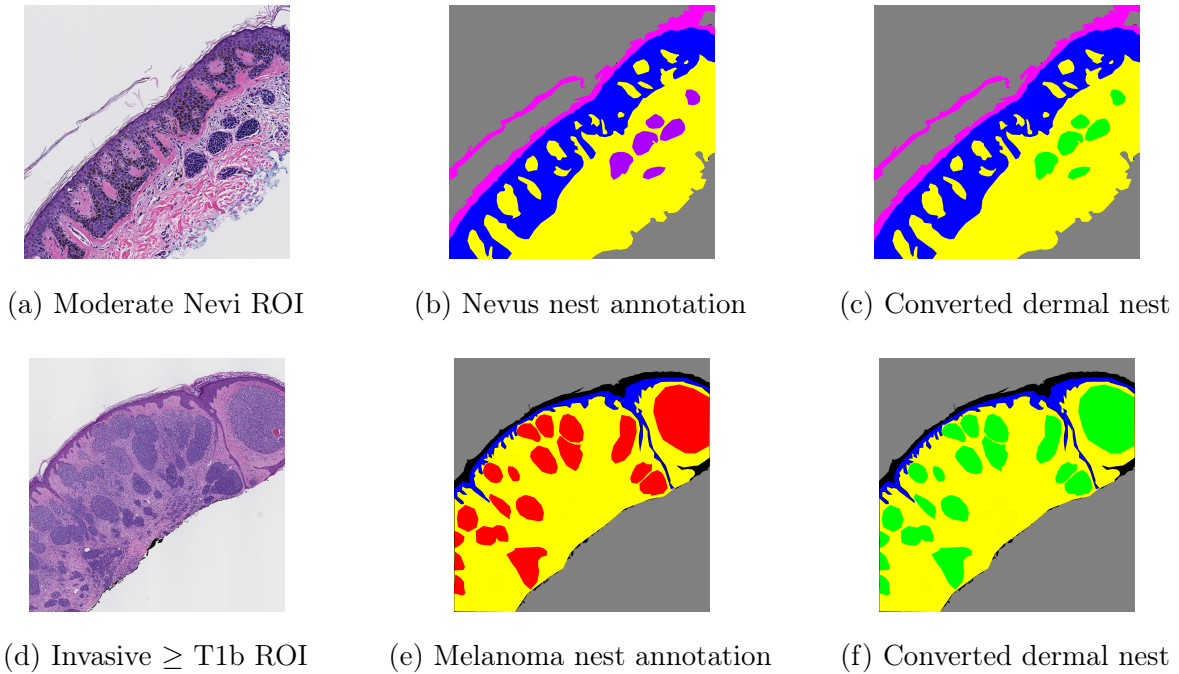 (a) Moderate Nevi ROI
(b) Nevus nest annotation
(c) Converted dermal nest
(d) Invasive ≥ T1b ROI
(e) Melanoma nest annotation
(f) Converted dermal nest